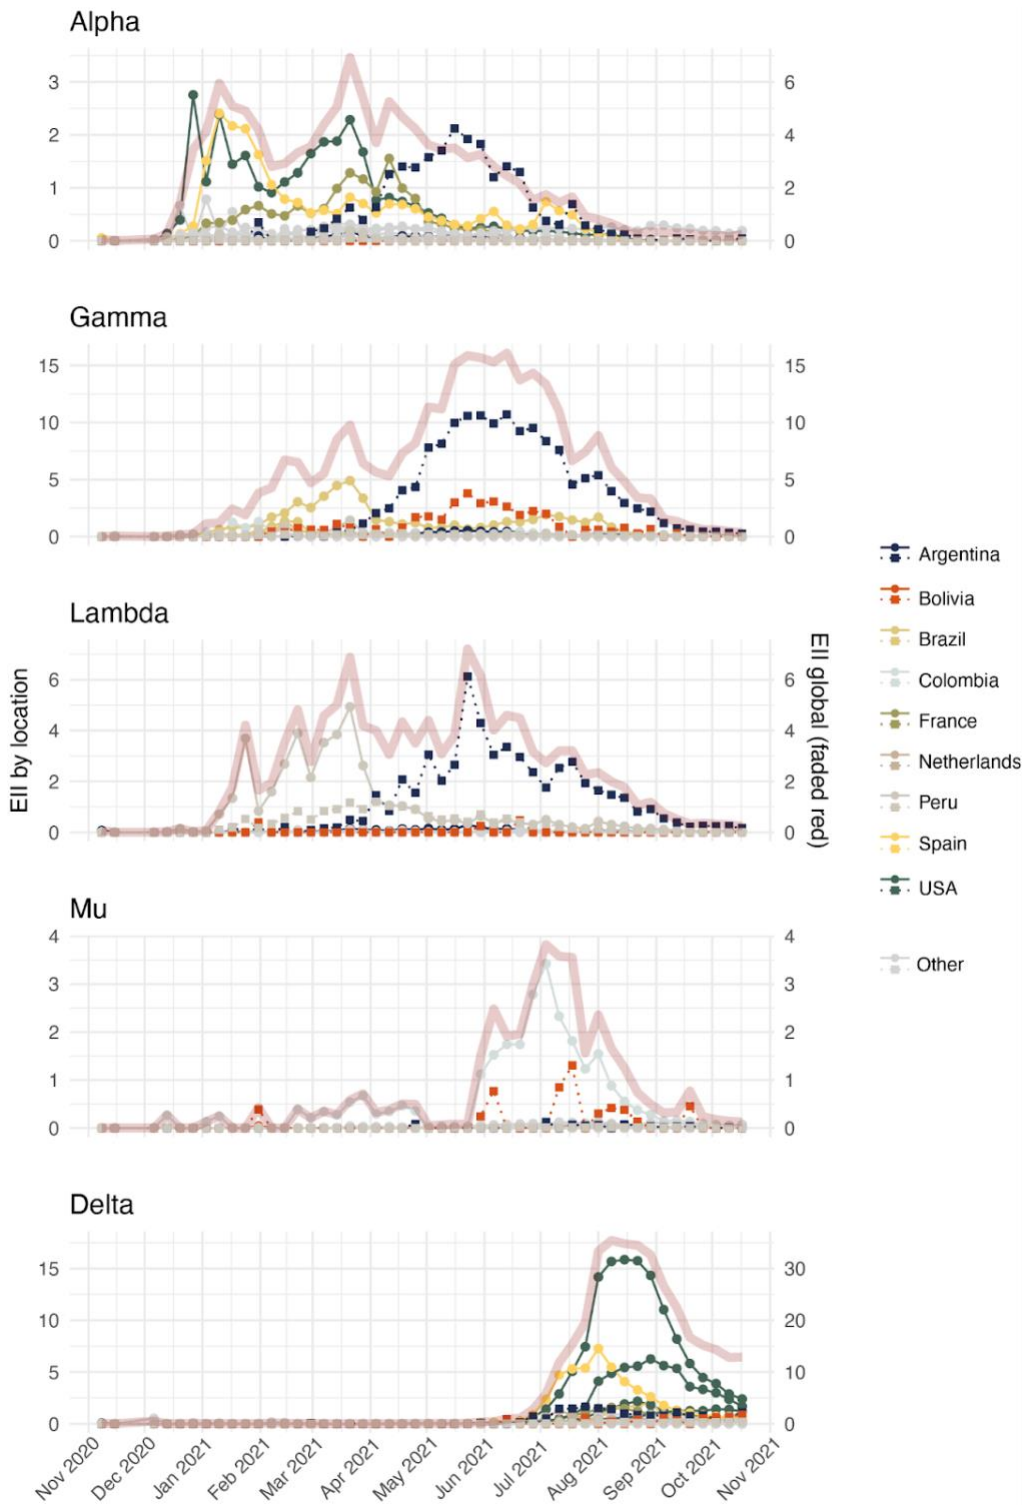 Alpha
3
2
1
0
6
4
2
0
Gamma
15
10
5
0
15
10
5
0
Lambda
6
4
2
0
6
4
2
0
Mu
4
3
2
1
0
4
3
2
1
0
Delta
15
10
5
0
30
20
10
0
Nov 2020
Dec 2020
Jan 2021
Feb 2021
Mar 2021
Apr 2021
May 2021
Jun 2021
Jul 2021
Aug 2021
Sep 2021
Oct 2021
Nov 2021
EII by location
EII global (faded red)
Argentina
Bolivia
Brazil
Colombia
France
Netherlands
Peru
Spain
USA
Other